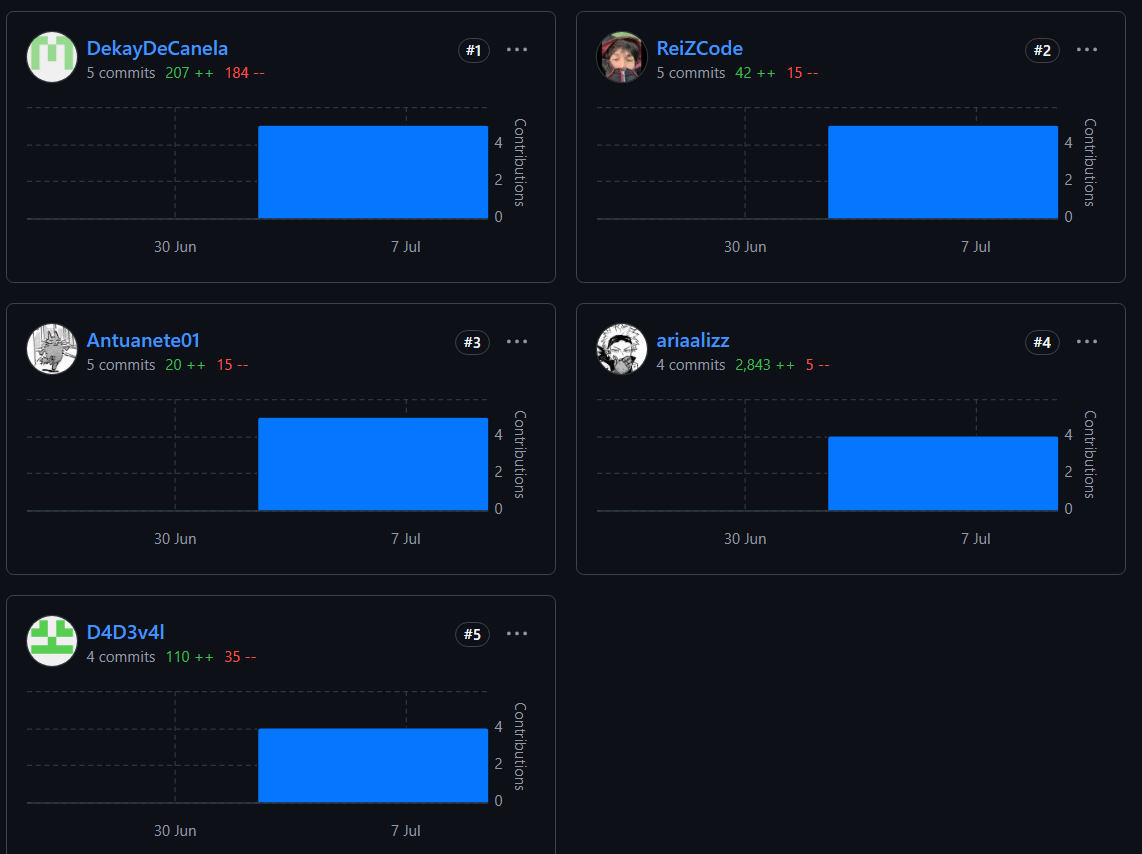 DekayDeCanela #1 ···
5 commits 207 ++ 184 --
4
2
0
Contributions
30 Jun 7 Jul
ReiZCode #2 ···
5 commits 42 ++ 15 --
4
2
0
Contributions
30 Jun 7 Jul
Antuanete01 #3 ···
5 commits 20 ++ 15 --
4
2
0
Contributions
30 Jun 7 Jul
ariaalizz #4 ···
4 commits 2,843 ++ 5 --
4
2
0
Contributions
30 Jun 7 Jul
D4D3v4l #5 ···
4 commits 110 ++ 35 --
4
2
0
Contributions
30 Jun 7 Jul